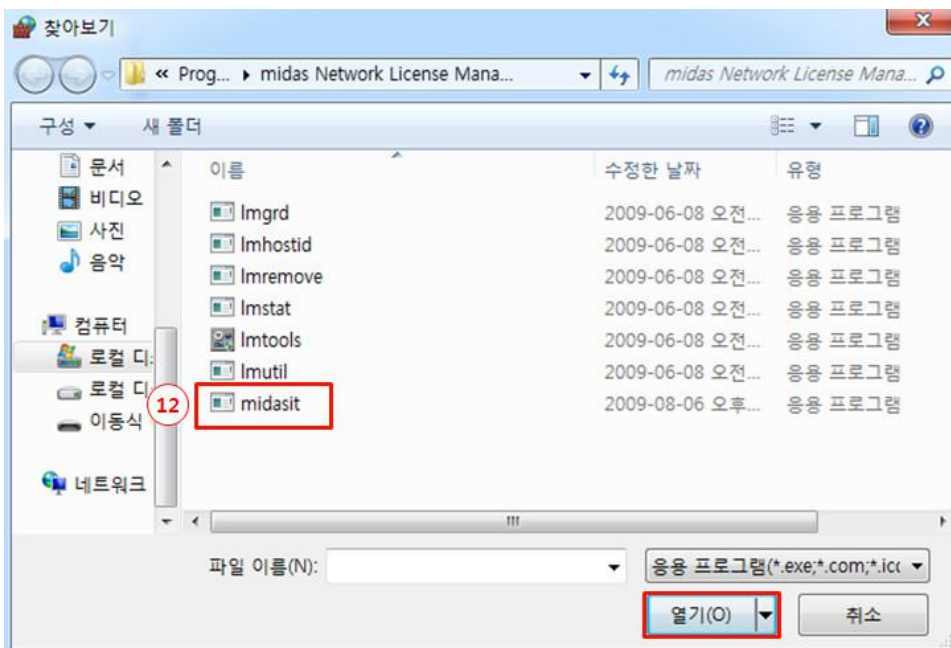 찾아보기
« Prog... ▸ midas Network License Mana...
midas Network License Mana...
구성 ▼ 새 폴더
이름 수정한 날짜 유형
문서
비디오
사진
음악
컴퓨터
로컬 디
로컬 디
이동식
네트워크
lmgrd 2009-06-08 오전... 응용 프로그램
lmhostid 2009-06-08 오전... 응용 프로그램
lmremove 2009-06-08 오전... 응용 프로그램
lmstat 2009-06-08 오전... 응용 프로그램
lmtools 2009-06-08 오전... 응용 프로그램
lmutil 2009-06-08 오전... 응용 프로그램
12 midasit 2009-08-06 오후... 응용 프로그램
파일 이름(N): 응용 프로그램(*.exe;*.com;*.icc
열기(O) 취소